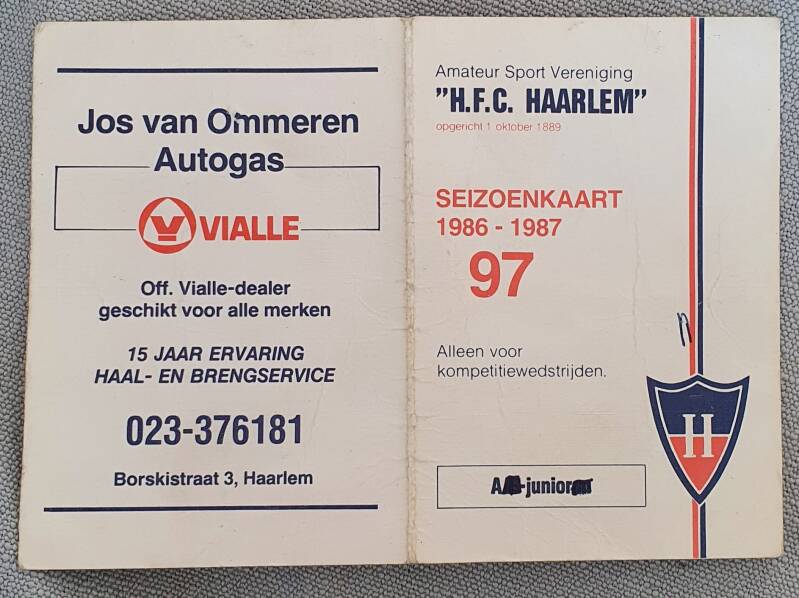 Jos van Ommeren
Autogas
VIALLE
Off. Vialle-dealer
geschikt voor alle merken
15 JAAR ERVARING
HAAL- EN BRENGSERVICE
023-376181
Borskistraat 3, Haarlem
Amateur Sport Vereniging
"H.F.C. HAARLEM"
opgericht 1 oktober 1889
SEIZOENKAART
1986 - 1987
97
Alleen voor
kompetitiewedstrijden.
H
A -junior